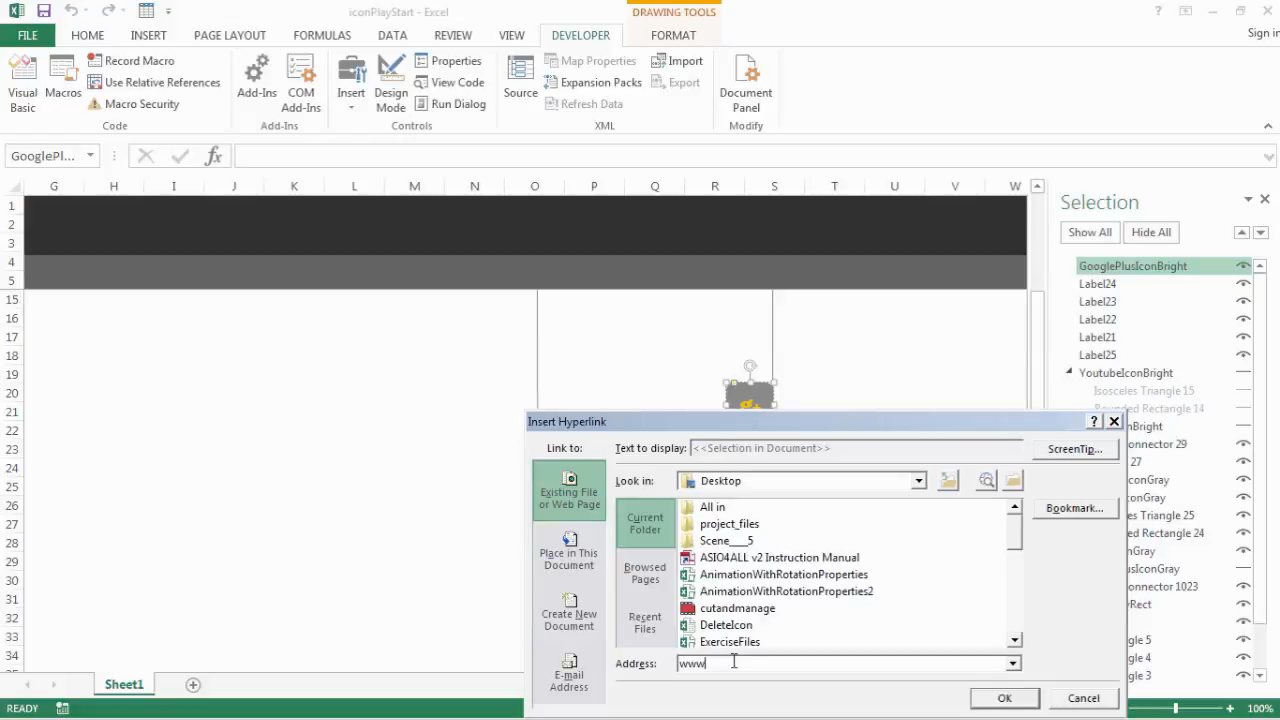 iconPlayStart - Excel
DRAWING TOOLS
FILE HOME INSERT PAGE LAYOUT FORMULAS DATA REVIEW VIEW DEVELOPER FORMAT Sign in
Visual Basic
Macros
Record Macro
Use Relative References
Macro Security
Code
Add-Ins
COM Add-Ins
Add-Ins
Insert
Design Mode
Properties
View Code
Run Dialog
Controls
Source
Map Properties
Expansion Packs
Refresh Data
Import
Export
XML
Document Panel
Modify
GooglePl... fx
G H I J K L M N O P Q R S T U V W
1
2
3
4
5
15
16
17
18
19
20
21
22
23
24
25
26
27
28
29
30
31
32
33
34
Selection
Show All Hide All
GooglePlusIconBright
Label24
Label23
Label22
Label21
Label25
YoutubeIconBright
Isosceles Triangle 15
Rounded Rectangle 14
nBright
onnector 29
27
conGray
onGray
es Triangle 25
d Rectangle 13
Gray
sIconGray
onnector 1023
yRect
gle 5
gle 4
gle 3
Insert Hyperlink
Link to:
Existing File or Web Page
Place in This Document
Create New Document
E-mail Address
Text to display: <<Selection in Document>>
ScreenTip...
Look in: Desktop
Current Folder
Browsed Pages
Recent Files
All in
project_files
Scene___5
ASIO4ALL v2 Instruction Manual
AnimationWithRotationProperties
AnimationWithRotationProperties2
cutandmanage
DeleteIcon
ExerciseFiles
Bookmark...
Address: www
OK Cancel
Sheet1
READY
100%